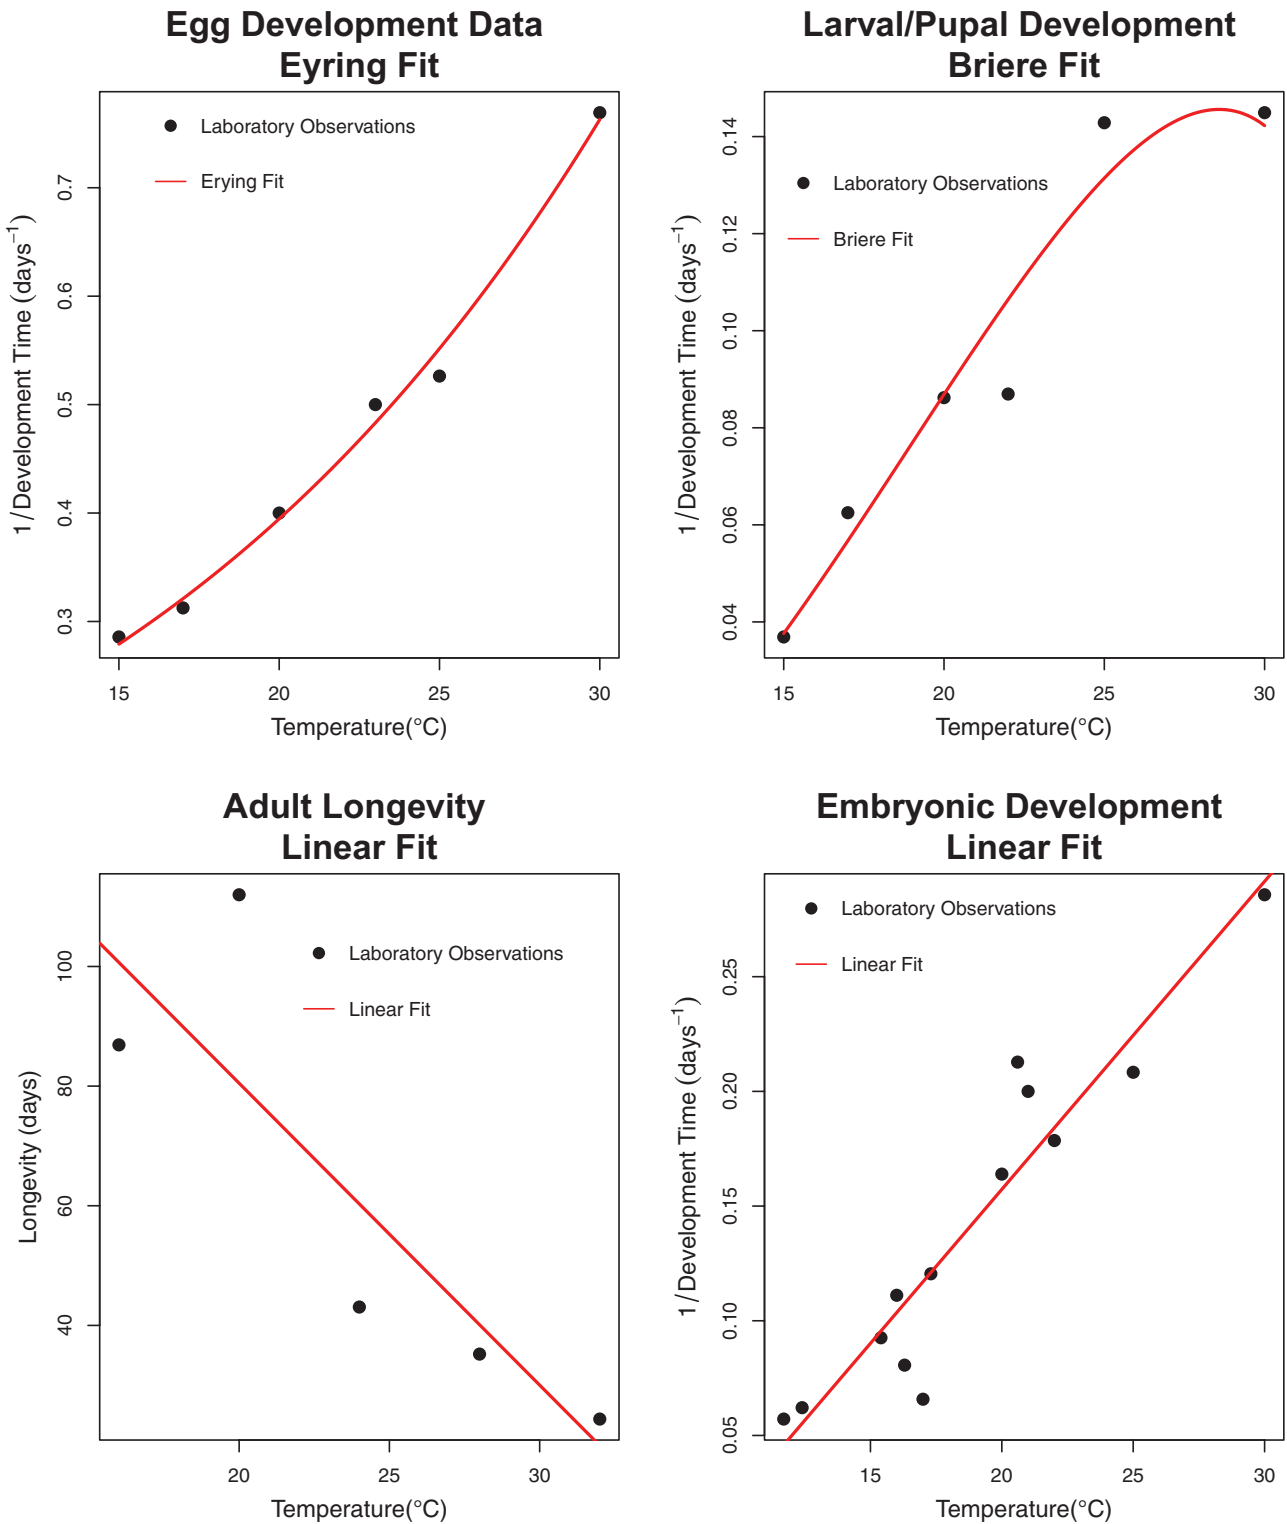 Egg Development Data
Eyring Fit
Laboratory Observations
Erying Fit
1/Development Time (days⁻¹)
0.7
0.6
0.5
0.4
0.3
15 20 25 30
Temperature(°C)
Larval/Pupal Development
Briere Fit
Laboratory Observations
Briere Fit
1/Development Time (days⁻¹)
0.14
0.12
0.10
0.08
0.06
0.04
15 20 25 30
Temperature(°C)
Adult Longevity
Linear Fit
Laboratory Observations
Linear Fit
Longevity (days)
100
80
60
40
20 25 30
Temperature(°C)
Embryonic Development
Linear Fit
Laboratory Observations
Linear Fit
1/Development Time (days⁻¹)
0.25
0.20
0.15
0.10
0.05
15 20 25 30
Temperature(°C)